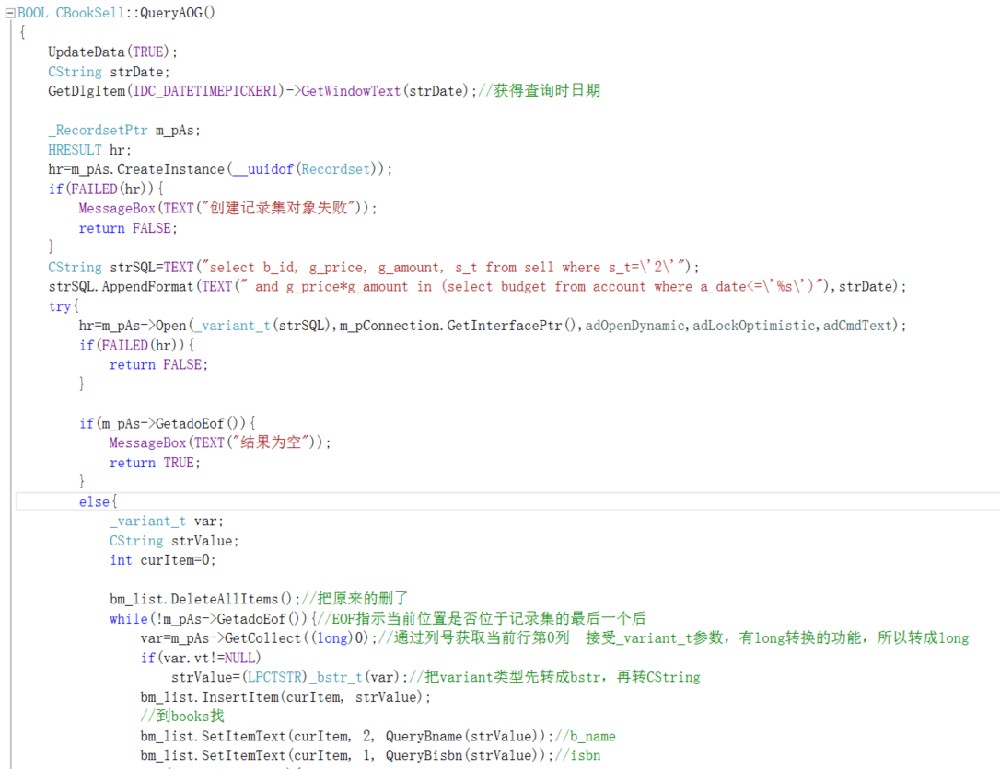 BOOL CBookSell::QueryAOG()
{
    UpdateData(TRUE);
    CString strDate;
    GetDlgItem(IDC_DATETIMEPICKER1)->GetWindowText(strDate);//获得查询时日期

    _RecordsetPtr m_pAs;
    HRESULT hr;
    hr=m_pAs.CreateInstance(__uuidof(Recordset));
    if(FAILED(hr)){
        MessageBox(TEXT("创建记录集对象失败"));
        return FALSE;
    }
    CString strSQL=TEXT("select b_id, g_price, g_amount, s_t from sell where s_t=\'2\'");
    strSQL.AppendFormat(TEXT(" and g_price*g_amount in (select budget from account where a_date<=\'%s\')"),strDate);
    try{
        hr=m_pAs->Open(_variant_t(strSQL),m_pConnection.GetInterfacePtr(),adOpenDynamic,adLockOptimistic,adCmdText);
        if(FAILED(hr)){
            return FALSE;
        }

        if(m_pAs->GetadoEof()){
            MessageBox(TEXT("结果为空"));
            return TRUE;
        }
        else{
            _variant_t var;
            CString strValue;
            int curItem=0;

            bm_list.DeleteAllItems();//把原来的删了
            while(!m_pAs->GetadoEof()){//EOF指示当前位置是否位于记录集的最后一个后
                var=m_pAs->GetCollect((long)0);//通过列号获取当前行第0列  接受_variant_t参数，有long转换的功能，所以转成long
                if(var.vt!=NULL)
                    strValue=(LPCTSTR)_bstr_t(var);//把variant类型先转成bstr，再转CString
                bm_list.InsertItem(curItem, strValue);
                //到books找
                bm_list.SetItemText(curItem, 2, QueryBname(strValue));//b_name
                bm_list.SetItemText(curItem, 1, QueryBisbn(strValue));//isbn